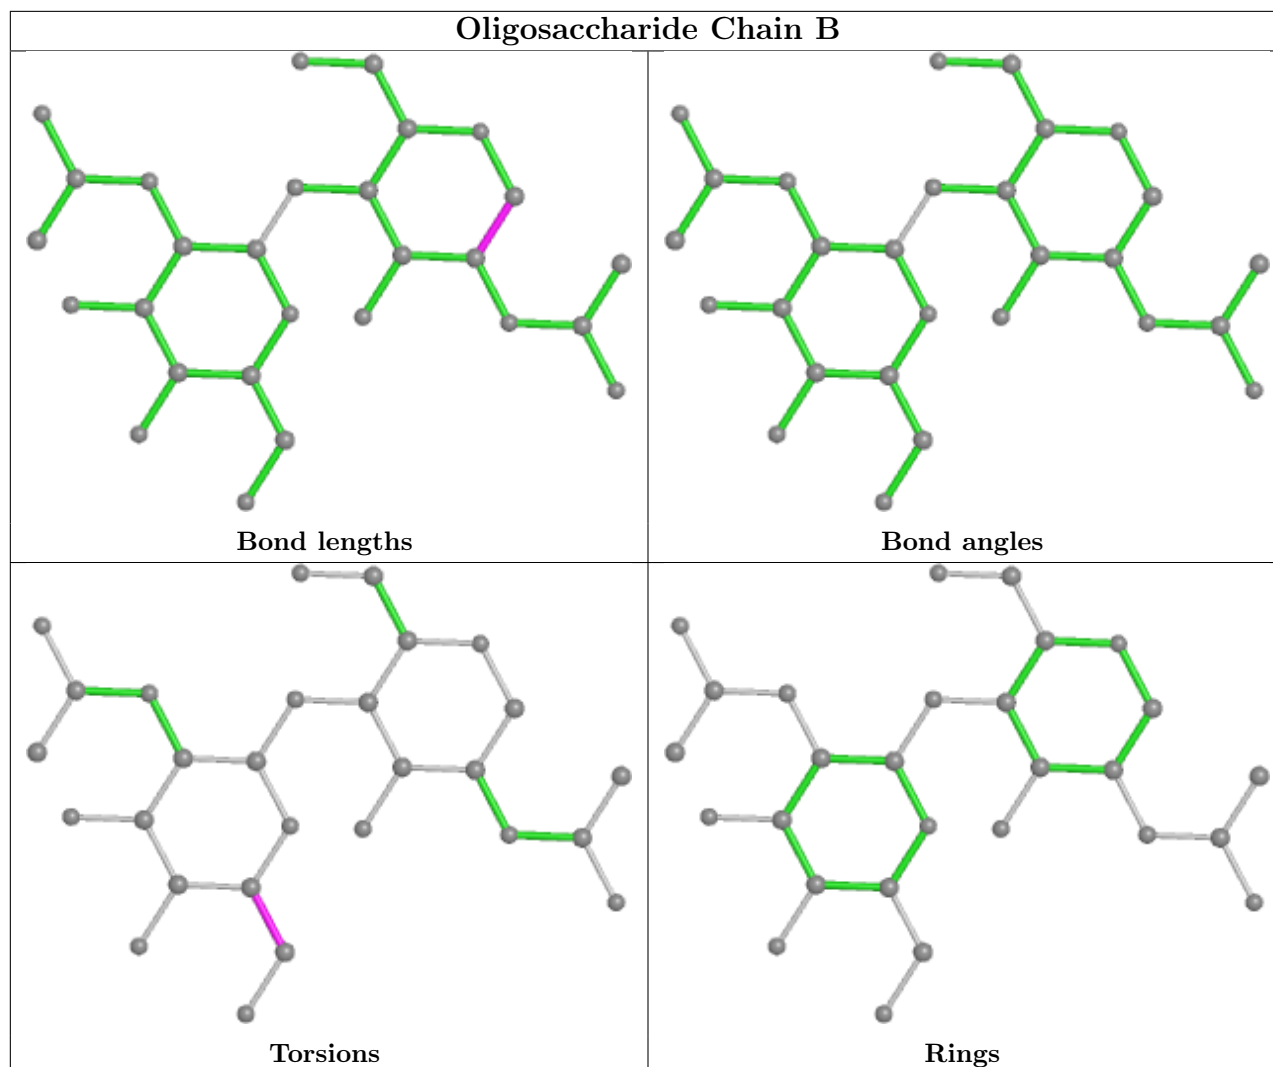 Oligosaccharide Chain B
Bond lengths
Bond angles
Torsions
Rings